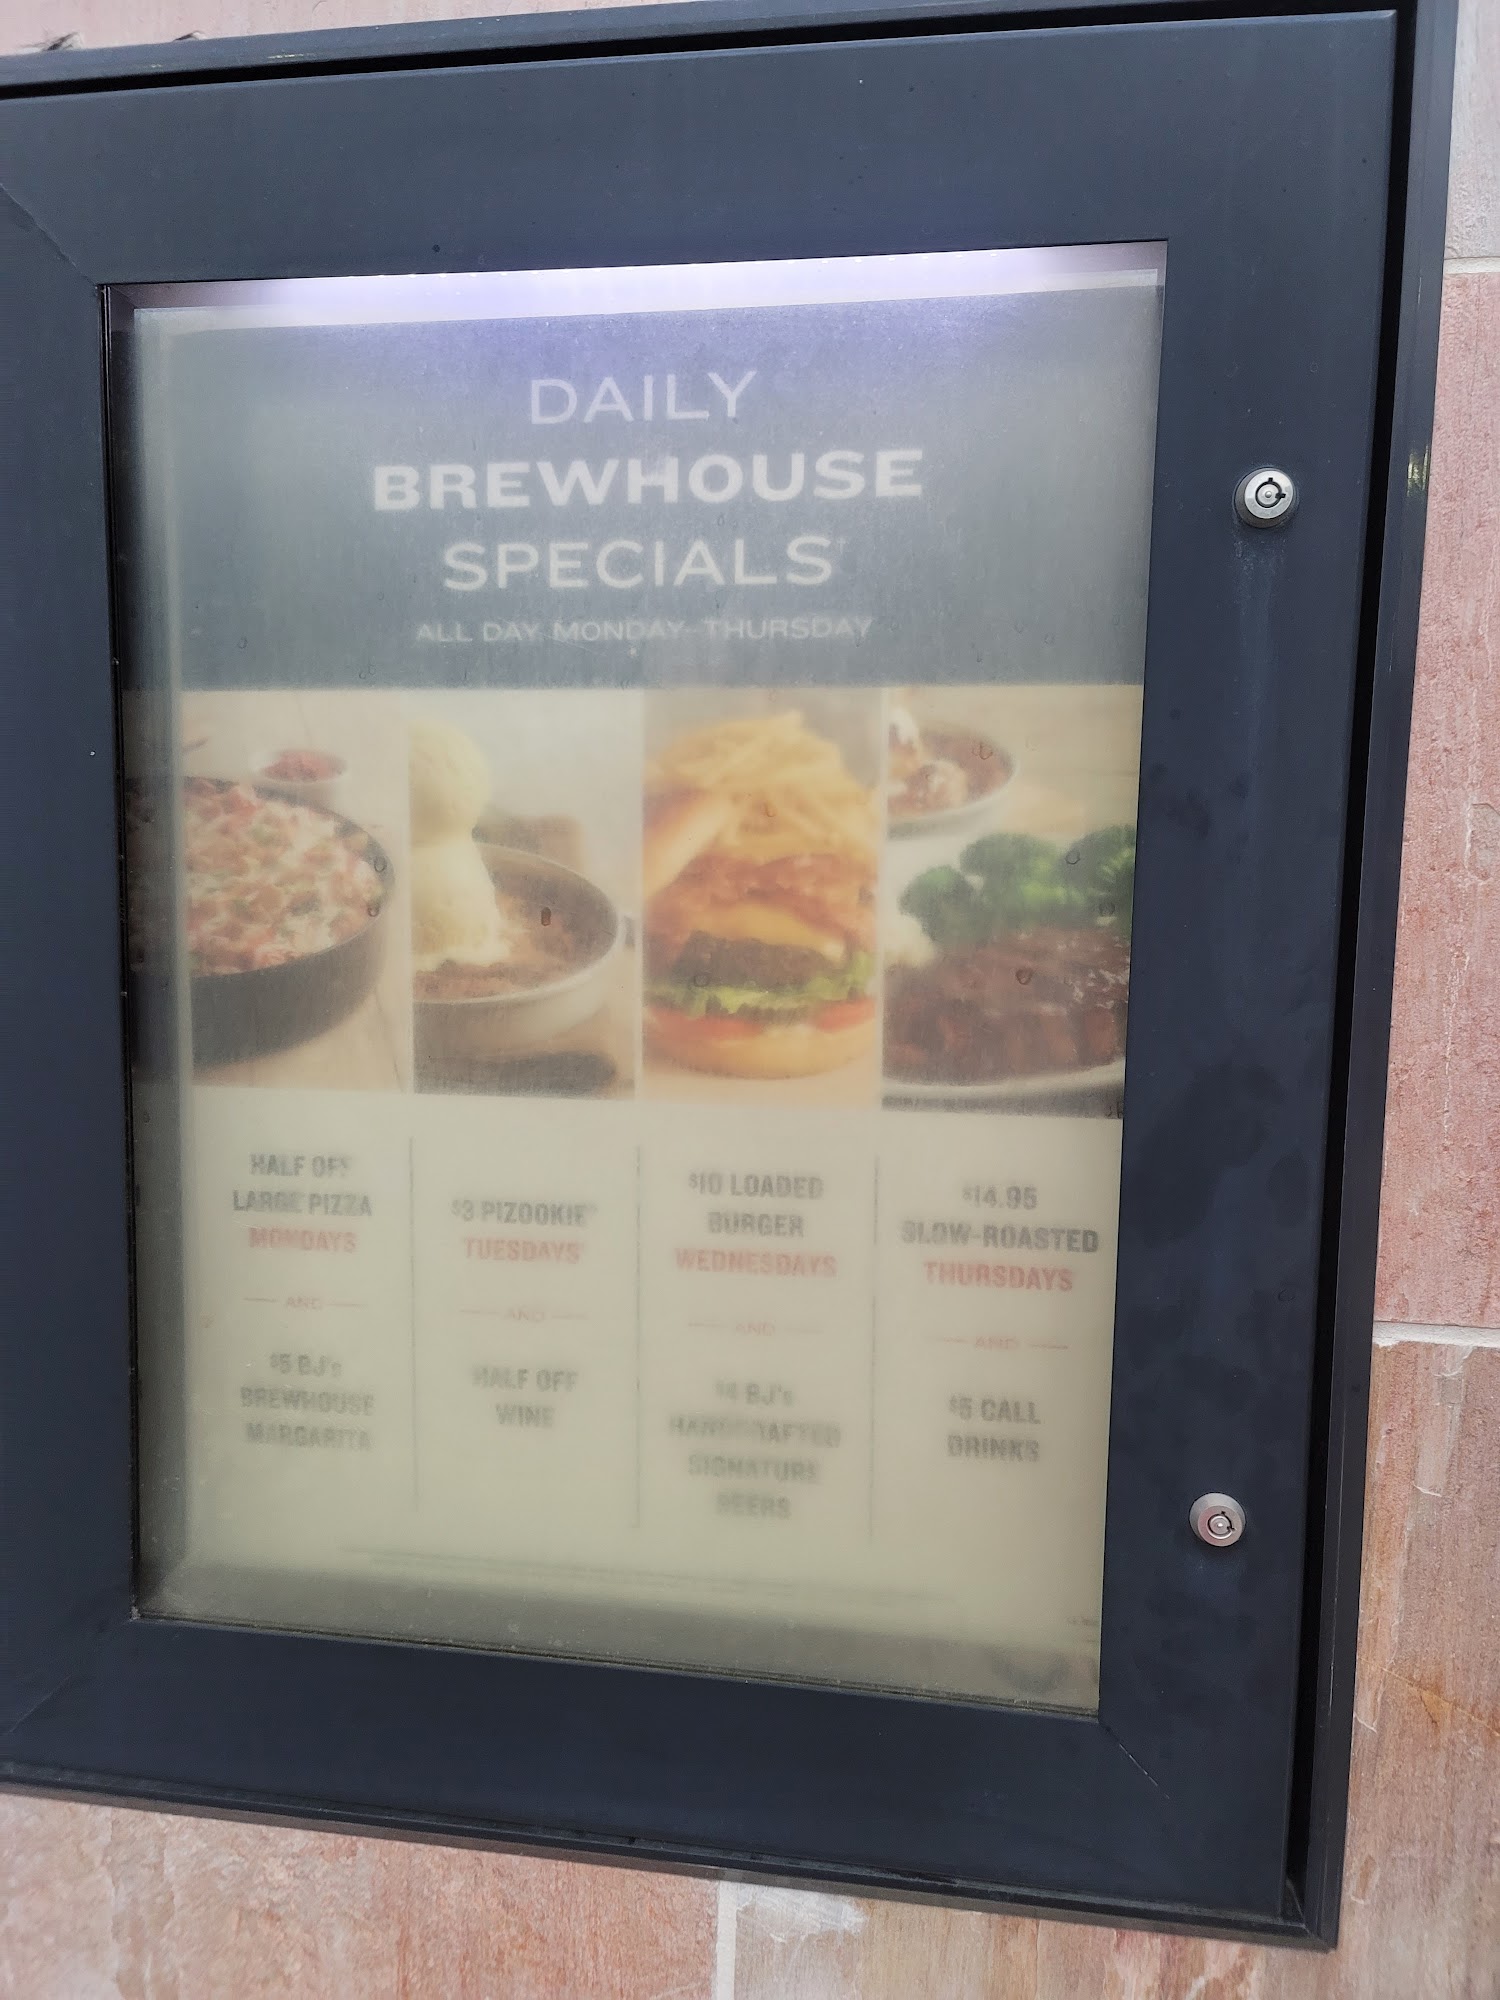 DAILY
BREWHOUSE
SPECIALS†
ALL DAY MONDAY-THURSDAY
HALF OFF
LARGE PIZZA
MONDAYS
AND
$5 BJ's
BREWHOUSE
MARGARITA
$3 PIZOOKIE®
TUESDAYS
AND
HALF OFF
WINE
$10 LOADED
BURGER
WEDNESDAYS
AND
$4 BJ's
HANDCRAFTED
SIGNATURE
BEERS
$14.95
SLOW-ROASTED
THURSDAYS
AND
$5 CALL
DRINKS